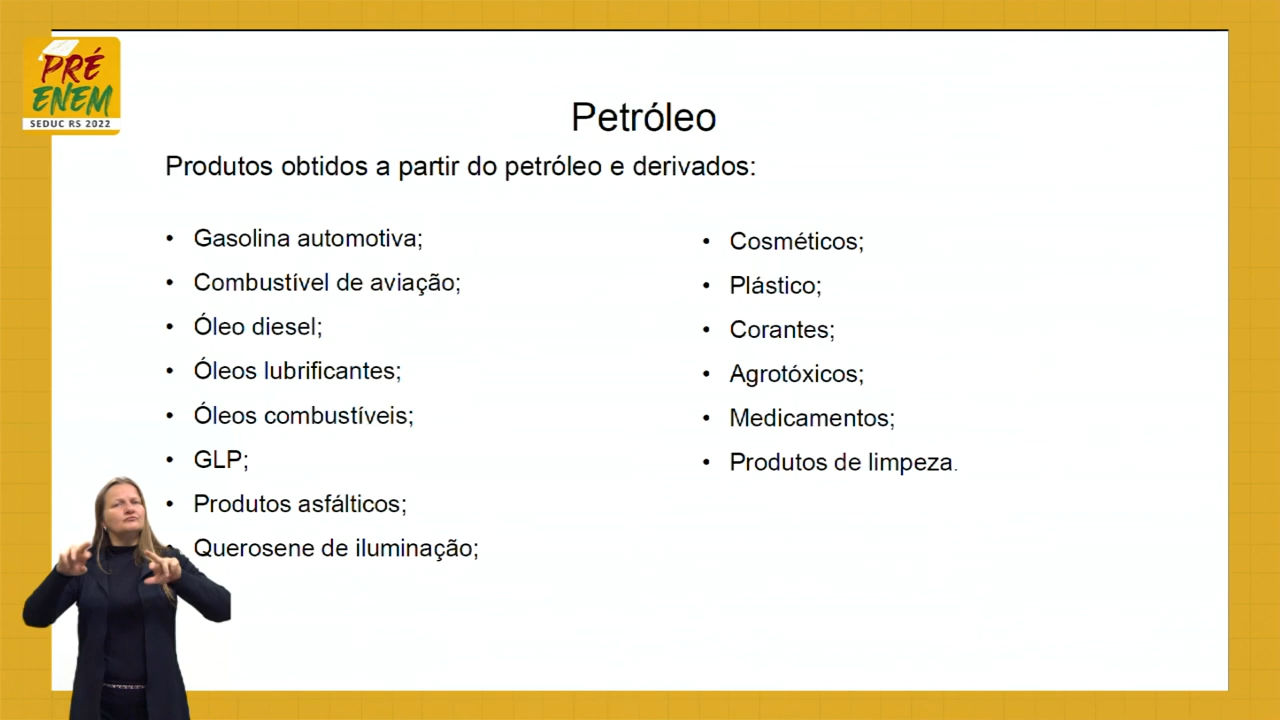 PRÉ
ENEM
SEDUC RS 2022
Petróleo
Produtos obtidos a partir do petróleo e derivados:
• Gasolina automotiva;
• Combustível de aviação;
• Óleo diesel;
• Óleos lubrificantes;
• Óleos combustíveis;
• GLP;
• Produtos asfálticos;
Querosene de iluminação;
• Cosméticos;
• Plástico;
• Corantes;
• Agrotóxicos;
• Medicamentos;
• Produtos de limpeza.